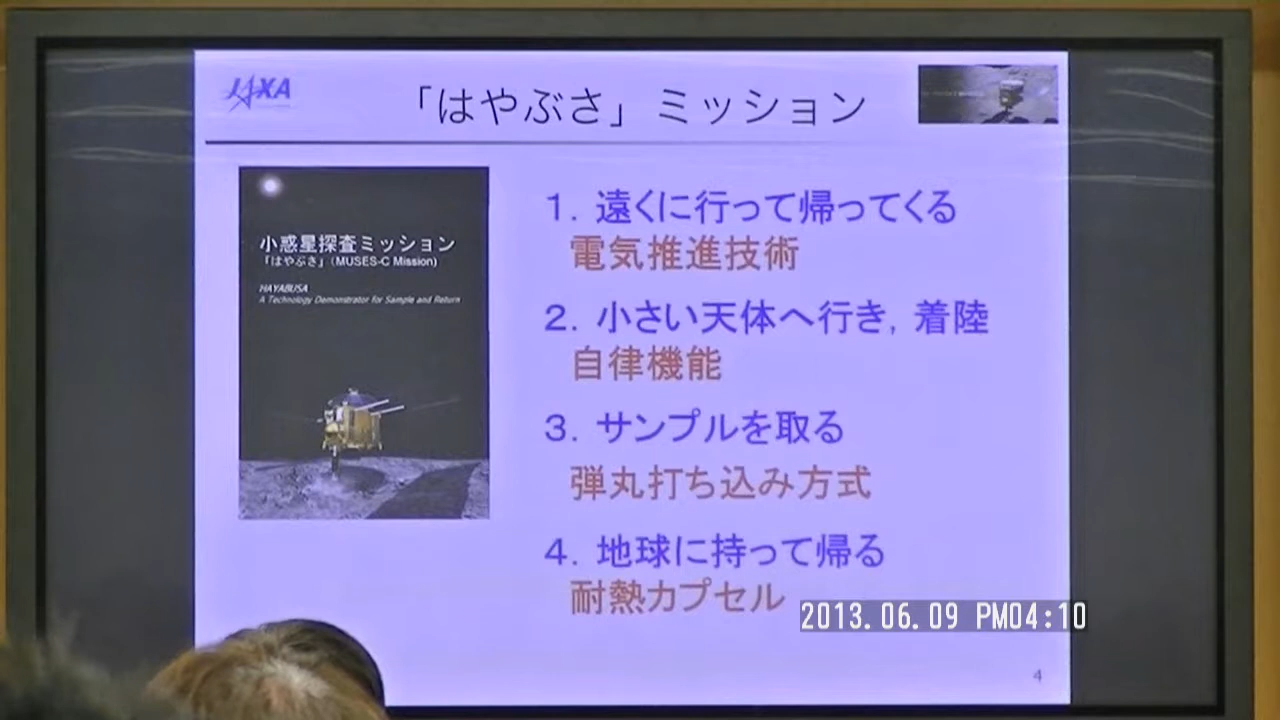 JAXA
「はやぶさ」ミッション
小惑星探査ミッション
「はやぶさ」（MUSES-C Mission）
HAYABUSA
A Technology Demonstrator for Sample and Return
1．遠くに行って帰ってくる
電気推進技術
2．小さい天体へ行き，着陸
自律機能
3．サンプルを取る
弾丸打ち込み方式
4．地球に持って帰る
耐熱カプセル
2013.06.09 PM04:10
4